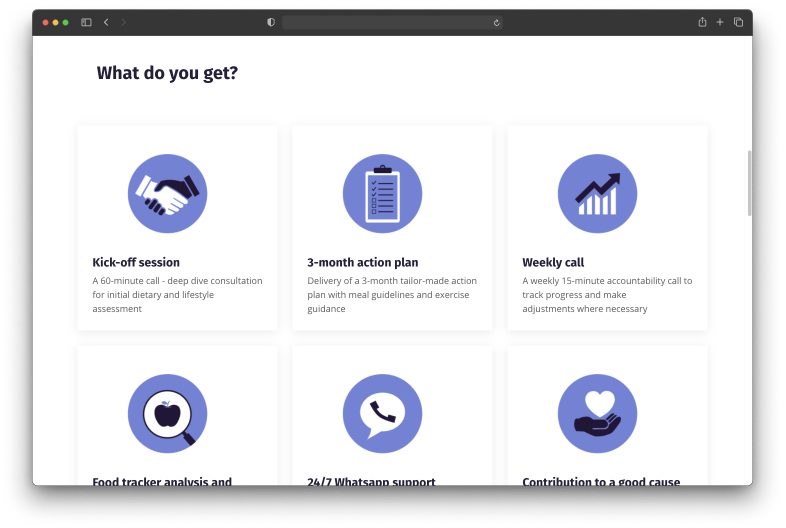 What do you get?
Kick-off session
A 60-minute call - deep dive consultation
for initial dietary and lifestyle
assessment
3-month action plan
Delivery of a 3-month tailor-made action
plan with meal guidelines and exercise
guidance
Weekly call
A weekly 15-minute accountability call to
track progress and make
adjustments where necessary
Food tracker analysis and
24/7 Whatsapp support
Contribution to a good cause